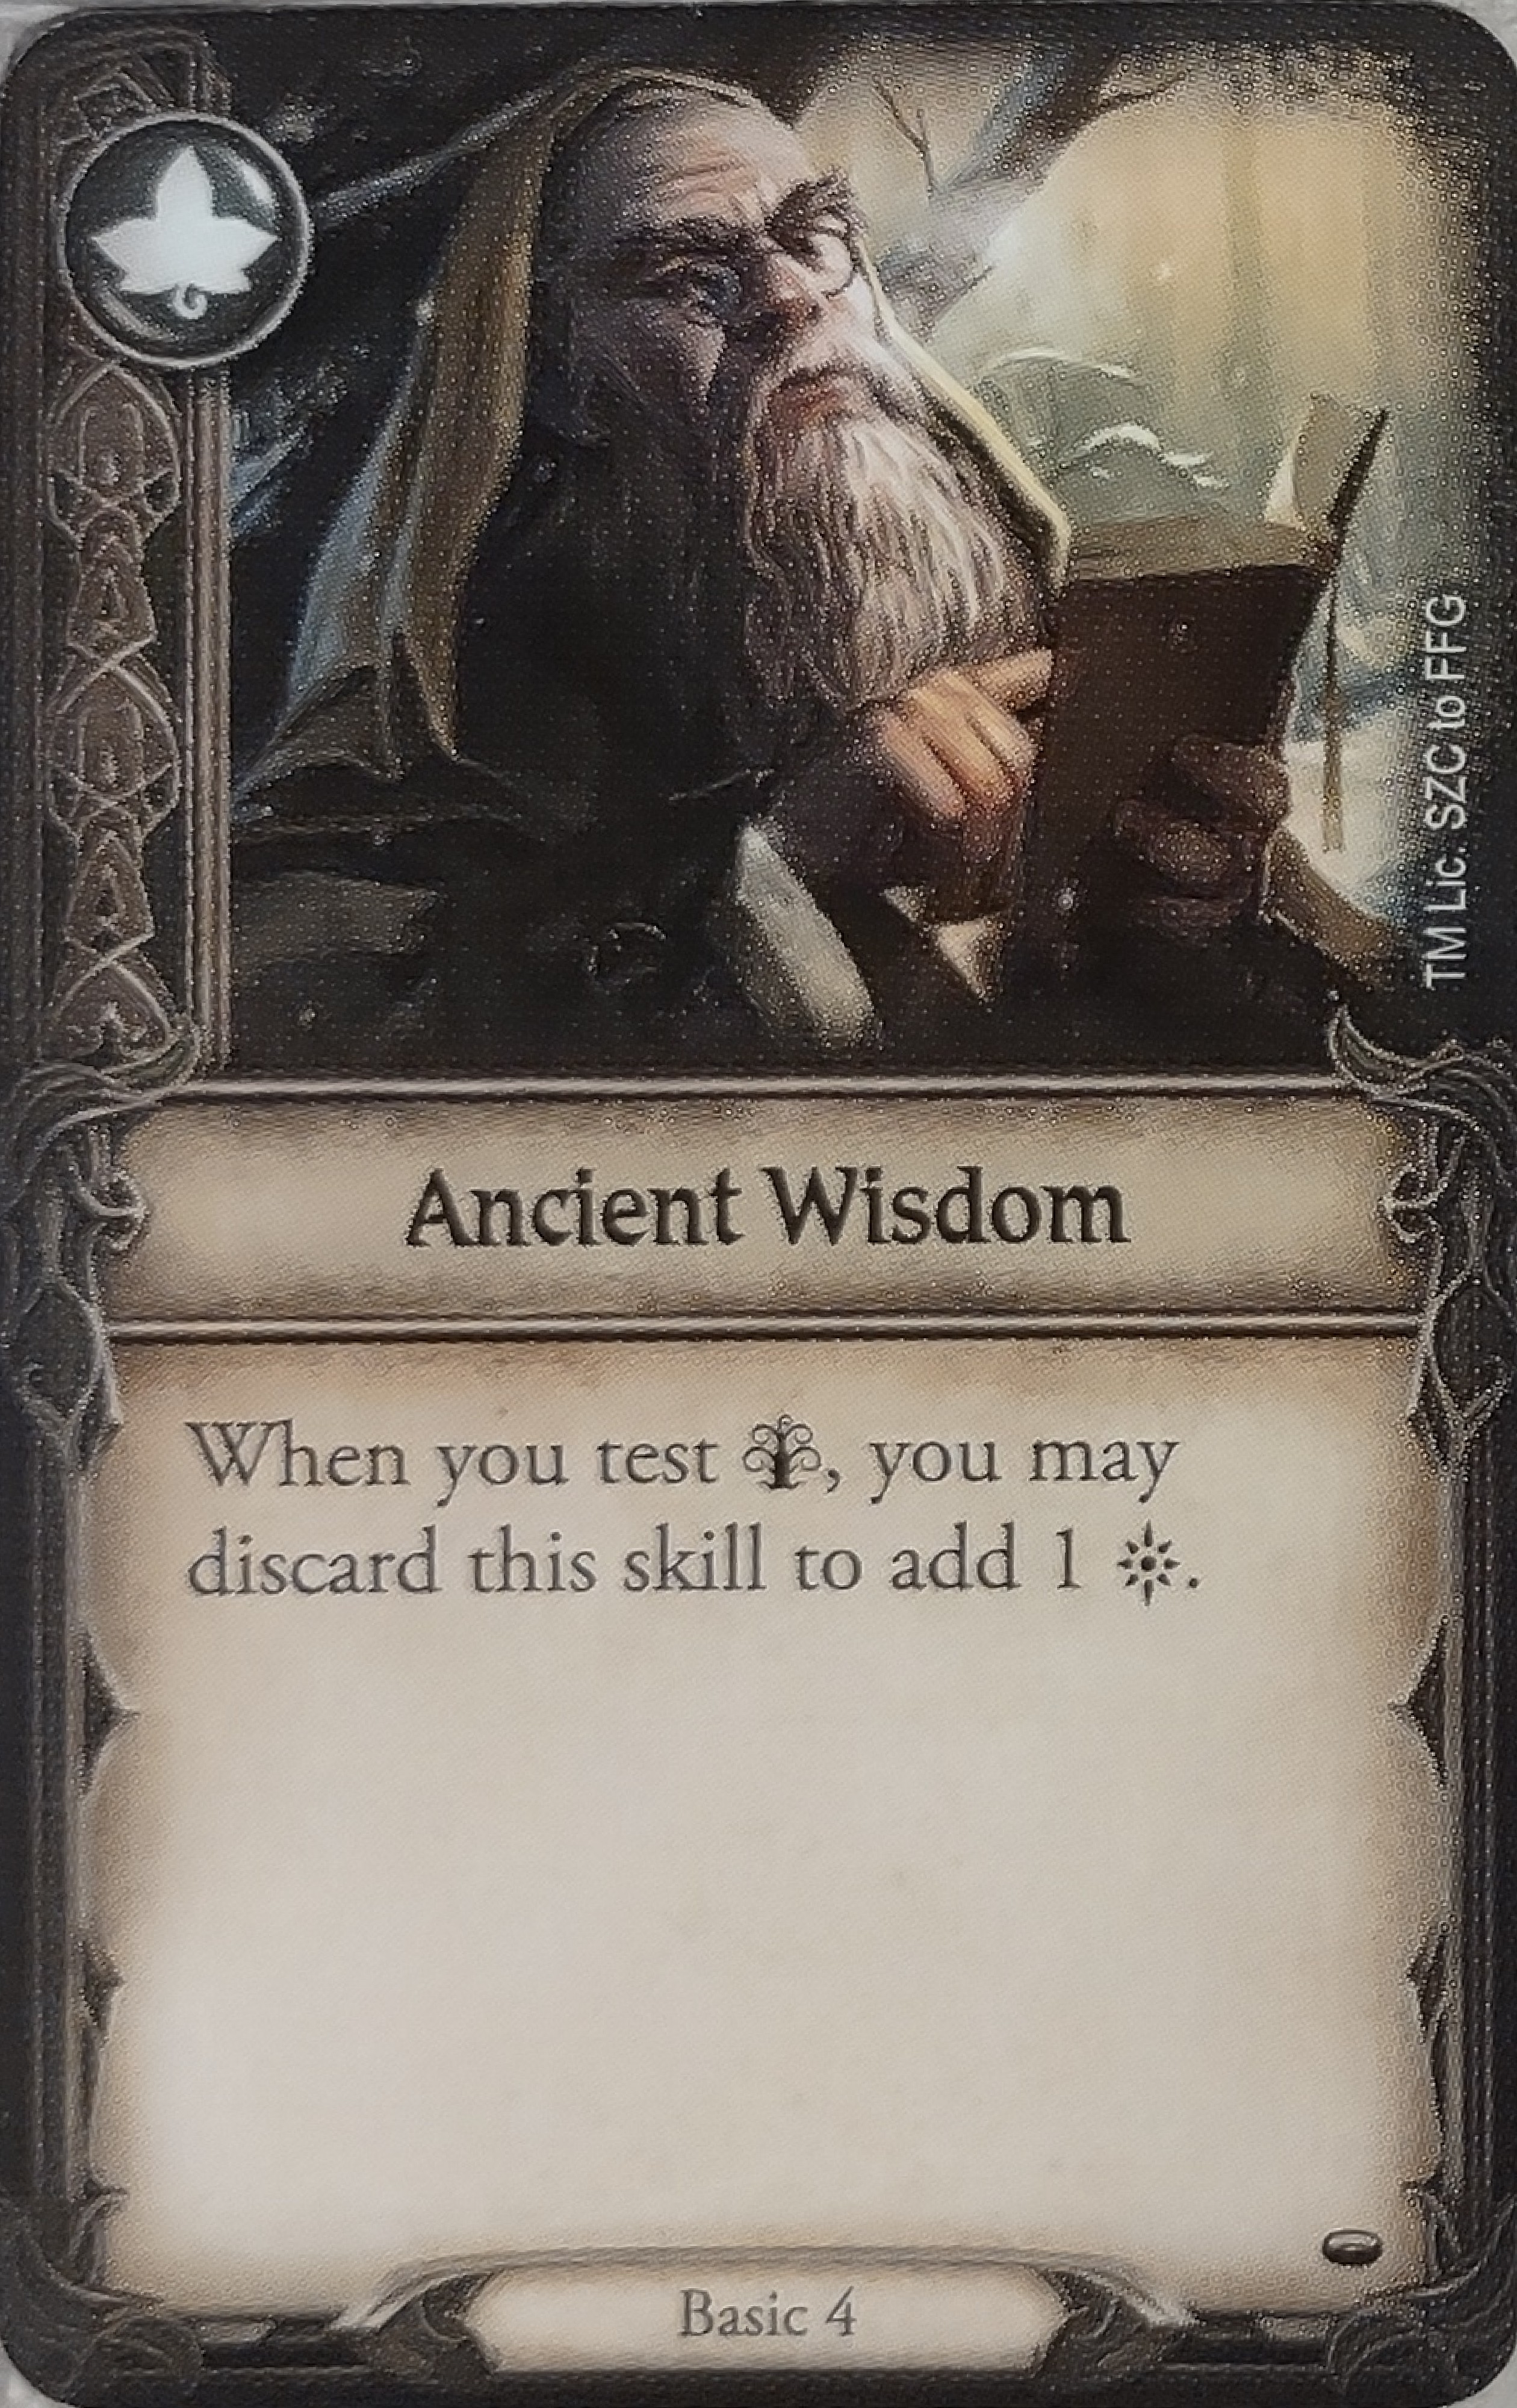 TM Lic. SZC to FFG
Ancient Wisdom
When you test , you may
discard this skill to add 1 .
Basic 4